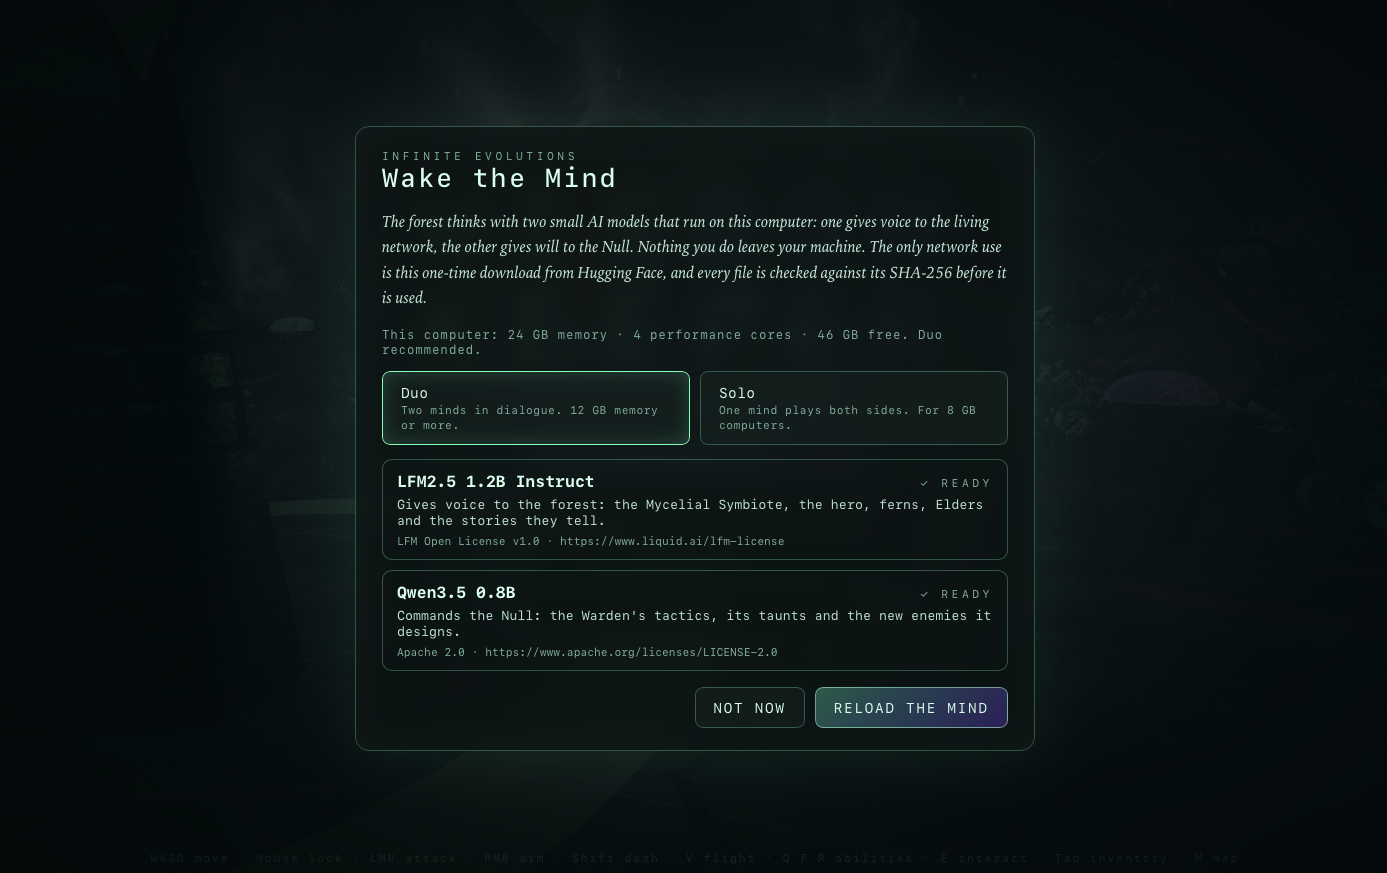 INFINITE EVOLUTIONS
Wake the Mind
The forest thinks with two small AI models that run on this computer: one gives voice to the living
network, the other gives will to the Null. Nothing you do leaves your machine. The only network use
is this one-time download from Hugging Face, and every file is checked against its SHA-256 before it
is used.
This computer: 24 GB memory · 4 performance cores · 46 GB free. Duo
recommended.
Duo
Two minds in dialogue. 12 GB memory
or more.
Solo
One mind plays both sides. For 8 GB
computers.
LFM2.5 1.2B Instruct
✓ READY
Gives voice to the forest: the Mycelial Symbiote, the hero, ferns, Elders
and the stories they tell.
LFM Open License v1.0 · https://www.liquid.ai/lfm-license
Qwen3.5 0.8B
✓ READY
Commands the Null: the Warden's tactics, its taunts and the new enemies it
designs.
Apache 2.0 · https://www.apache.org/licenses/LICENSE-2.0
NOT NOW
RELOAD THE MIND
WASD move · Mouse look · LMB attack · RMB aim · Shift dash · V flight · Q F R abilities · E interact · Tab inventory · M map